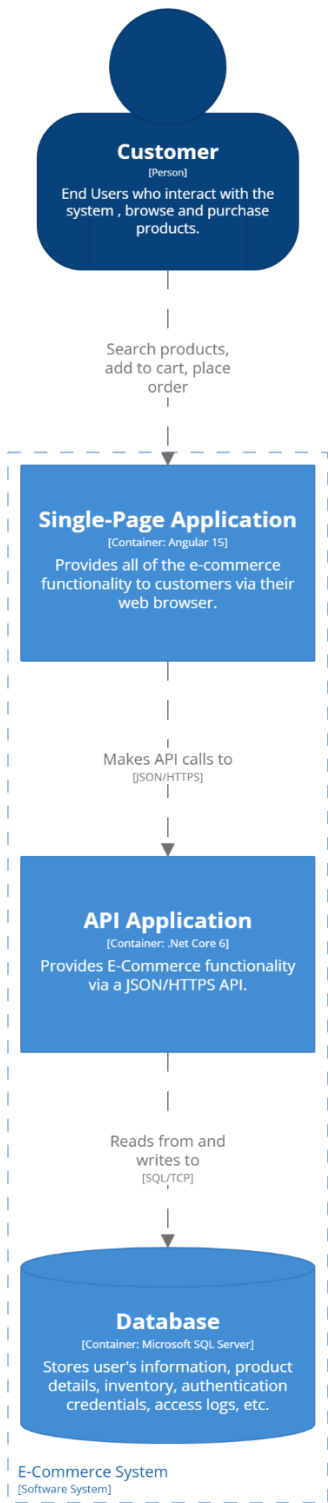 Customer
[Person]
End Users who interact with the
system , browse and purchase
products.
Search products,
add to cart, place
order
Single-Page Application
[Container: Angular 15]
Provides all of the e-commerce
functionality to customers via their
web browser.
Makes API calls to
[JSON/HTTPS]
API Application
[Container: .Net Core 6]
Provides E-Commerce functionality
via a JSON/HTTPS API.
Reads from and
writes to
[SQL/TCP]
Database
[Container: Microsoft SQL Server]
Stores user's information, product
details, inventory, authentication
credentials, access logs, etc.
E-Commerce System
[Software System]